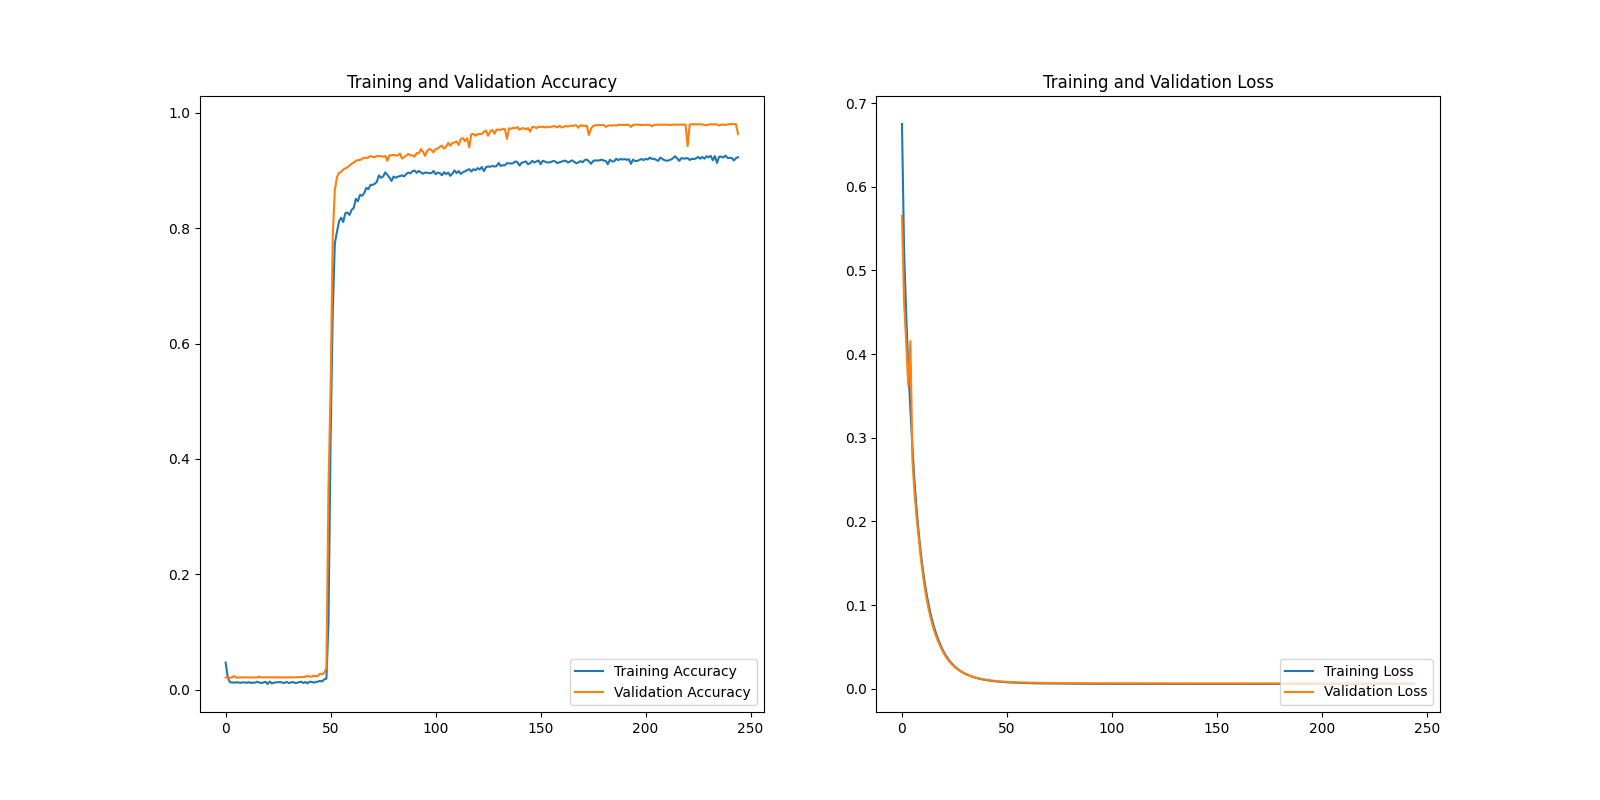 Training and Validation Accuracy
1.0
0.8
0.6
0.4
0.2
0.0
0 50 100 150 200 250
Training Accuracy
Validation Accuracy
Training and Validation Loss
0.7
0.6
0.5
0.4
0.3
0.2
0.1
0.0
0 50 100 150 200 250
Training Loss
Validation Loss